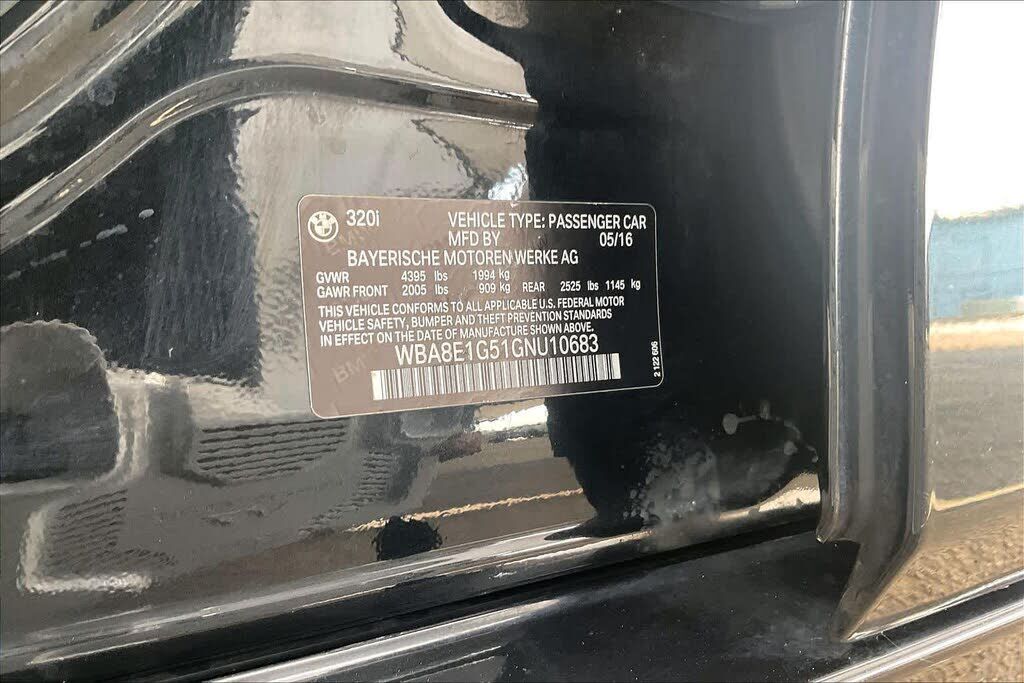 320i VEHICLE TYPE: PASSENGER CAR
MFD BY 05/16
BAYERISCHE MOTOREN WERKE AG
GVWR 4395 lbs 1994 kg
GAWR FRONT 2005 lbs 909 kg REAR 2525 lbs 1145 kg
THIS VEHICLE CONFORMS TO ALL APPLICABLE U.S. FEDERAL MOTOR
VEHICLE SAFETY, BUMPER AND THEFT PREVENTION STANDARDS
IN EFFECT ON THE DATE OF MANUFACTURE SHOWN ABOVE.
WBA8E1G51GNU10683
2 122 606